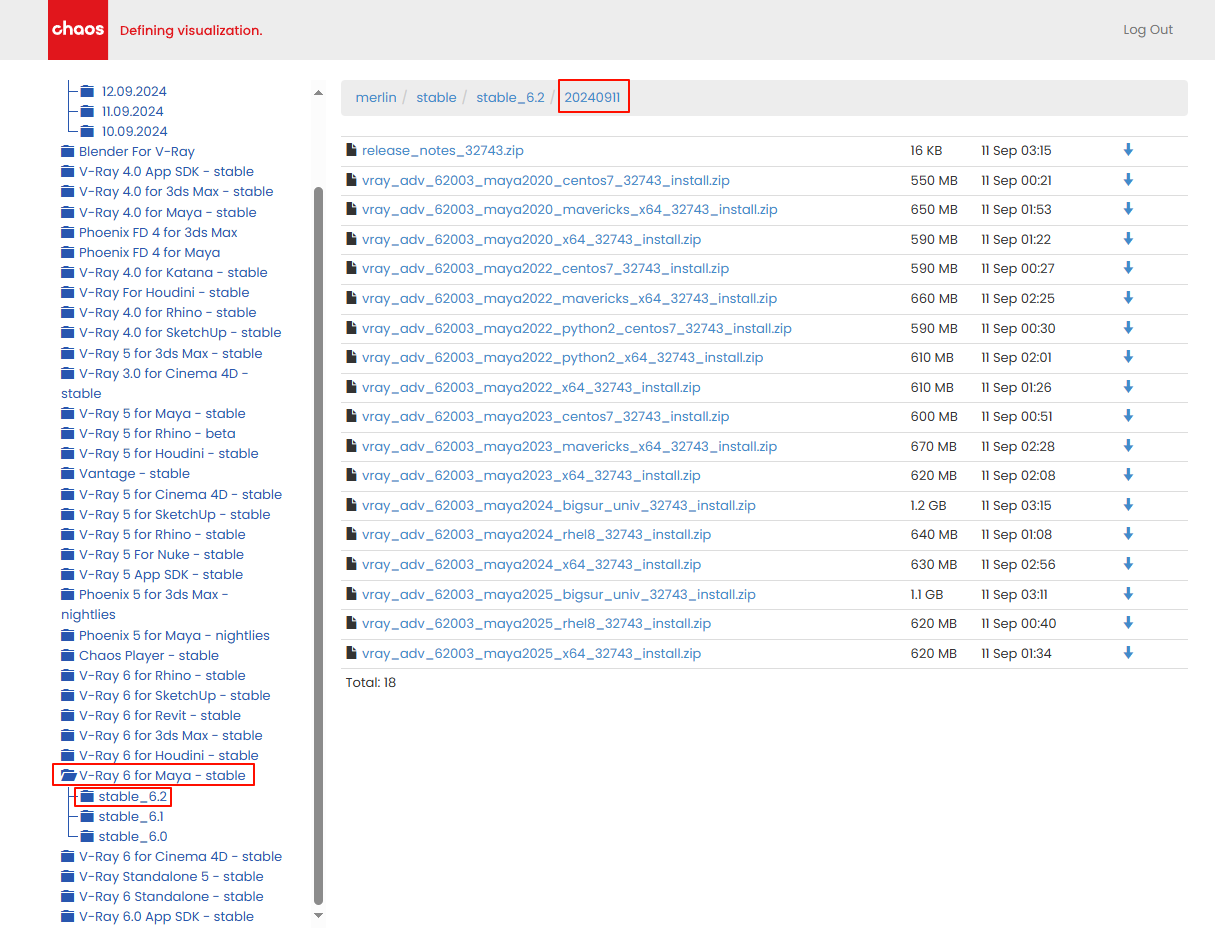 chaos
Defining visualization.
Log Out
12.09.2024
11.09.2024
10.09.2024
Blender For V-Ray
V-Ray 4.0 App SDK - stable
V-Ray 4.0 for 3ds Max - stable
V-Ray 4.0 for Maya - stable
Phoenix FD 4 for 3ds Max
Phoenix FD 4 for Maya
V-Ray 4.0 for Katana - stable
V-Ray For Houdini - stable
V-Ray 4.0 for Rhino - stable
V-Ray 4.0 for SketchUp - stable
V-Ray 5 for 3ds Max - stable
V-Ray 3.0 for Cinema 4D -
stable
V-Ray 5 for Maya - stable
V-Ray 5 for Rhino - beta
V-Ray 5 for Houdini - stable
Vantage - stable
V-Ray 5 for Cinema 4D - stable
V-Ray 5 for SketchUp - stable
V-Ray 5 for Rhino - stable
V-Ray 5 For Nuke - stable
V-Ray 5 App SDK - stable
Phoenix 5 for 3ds Max -
nightlies
Phoenix 5 for Maya - nightlies
Chaos Player - stable
V-Ray 6 for Rhino - stable
V-Ray 6 for SketchUp - stable
V-Ray 6 for Revit - stable
V-Ray 6 for 3ds Max - stable
V-Ray 6 for Houdini - stable
V-Ray 6 for Maya - stable
stable_6.2
stable_6.1
stable_6.0
V-Ray 6 for Cinema 4D - stable
V-Ray Standalone 5 - stable
V-Ray 6 Standalone - stable
V-Ray 6.0 App SDK - stable
merlin / stable / stable_6.2 / 20240911
release_notes_32743.zip 16 KB 11 Sep 03:15
vray_adv_62003_maya2020_centos7_32743_install.zip 550 MB 11 Sep 00:21
vray_adv_62003_maya2020_mavericks_x64_32743_install.zip 650 MB 11 Sep 01:53
vray_adv_62003_maya2020_x64_32743_install.zip 590 MB 11 Sep 01:22
vray_adv_62003_maya2022_centos7_32743_install.zip 590 MB 11 Sep 00:27
vray_adv_62003_maya2022_mavericks_x64_32743_install.zip 660 MB 11 Sep 02:25
vray_adv_62003_maya2022_python2_centos7_32743_install.zip 590 MB 11 Sep 00:30
vray_adv_62003_maya2022_python2_x64_32743_install.zip 610 MB 11 Sep 02:01
vray_adv_62003_maya2022_x64_32743_install.zip 610 MB 11 Sep 01:26
vray_adv_62003_maya2023_centos7_32743_install.zip 600 MB 11 Sep 00:51
vray_adv_62003_maya2023_mavericks_x64_32743_install.zip 670 MB 11 Sep 02:28
vray_adv_62003_maya2023_x64_32743_install.zip 620 MB 11 Sep 02:08
vray_adv_62003_maya2024_bigsur_univ_32743_install.zip 1.2 GB 11 Sep 03:15
vray_adv_62003_maya2024_rhel8_32743_install.zip 640 MB 11 Sep 01:08
vray_adv_62003_maya2024_x64_32743_install.zip 630 MB 11 Sep 02:56
vray_adv_62003_maya2025_bigsur_univ_32743_install.zip 1.1 GB 11 Sep 03:11
vray_adv_62003_maya2025_rhel8_32743_install.zip 620 MB 11 Sep 00:40
vray_adv_62003_maya2025_x64_32743_install.zip 620 MB 11 Sep 01:34
Total: 18